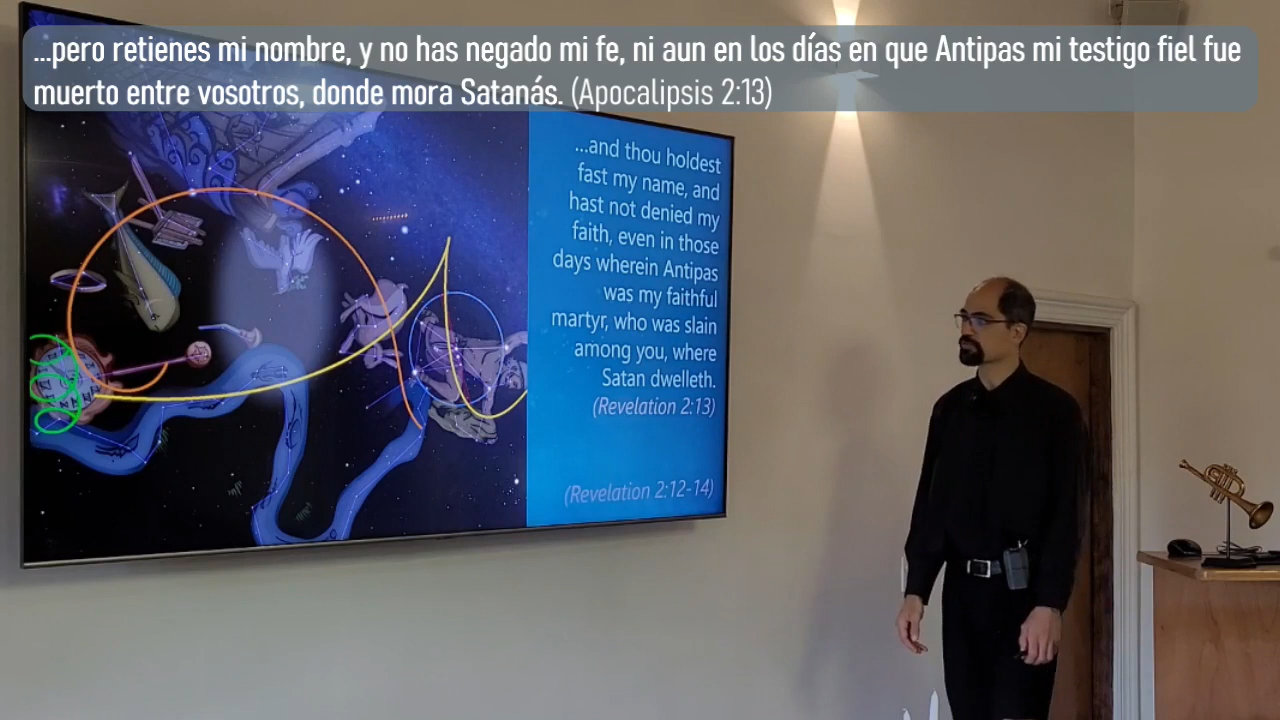 ...pero retienes mi nombre, y no has negado mi fe, ni aun en los días en que Antipas mi testigo fiel fue
muerto entre vosotros, donde mora Satanás. (Apocalipsis 2:13)
...and thou holdest
fast my name, and
hast not denied my
faith, even in those
days wherein Antipas
was my faithful
martyr, who was slain
among you, where
Satan dwelleth.
(Revelation 2:13)
(Revelation 2:12-14)